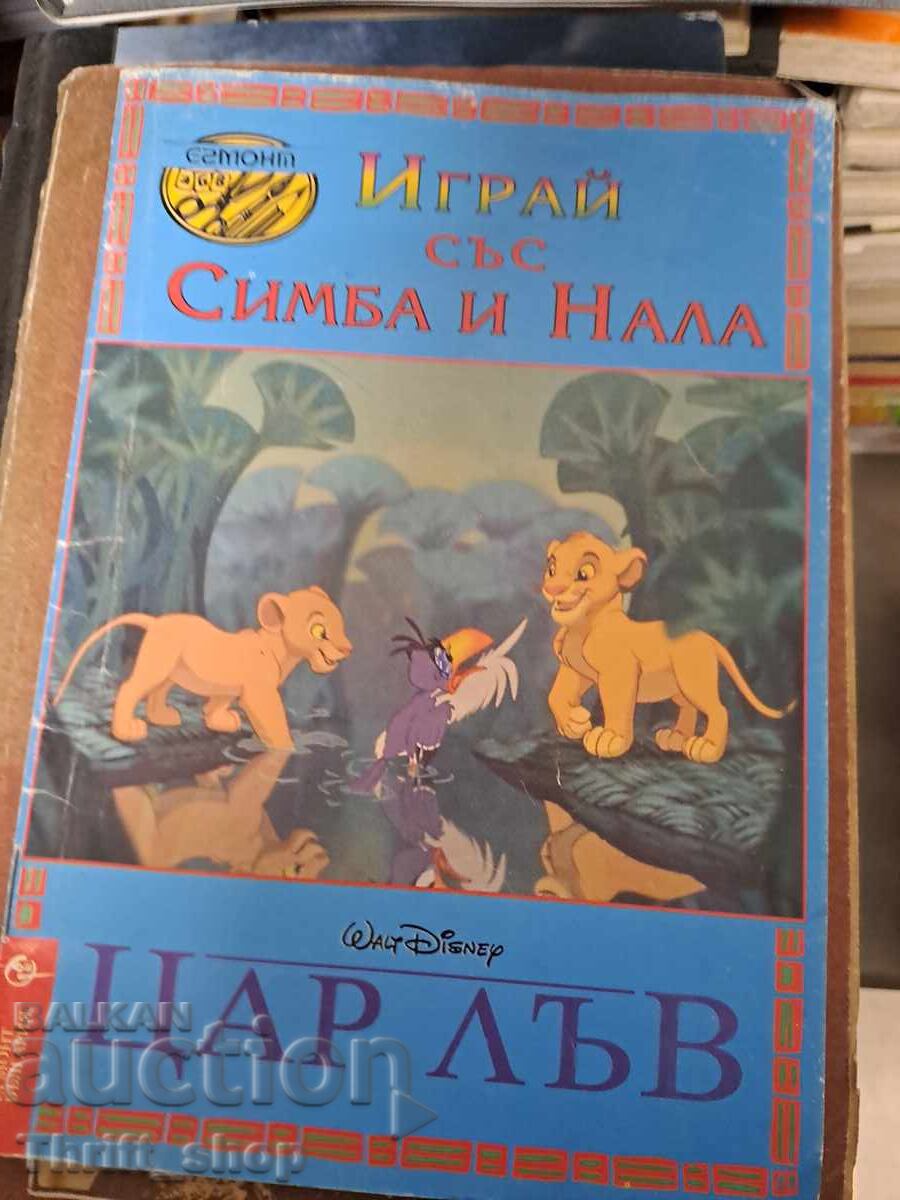 Егмонт
Играй
със
Симба и Нала
Walt Disney
ЦАР ЛЪВ
BALKAN
auction
Thrift_shop